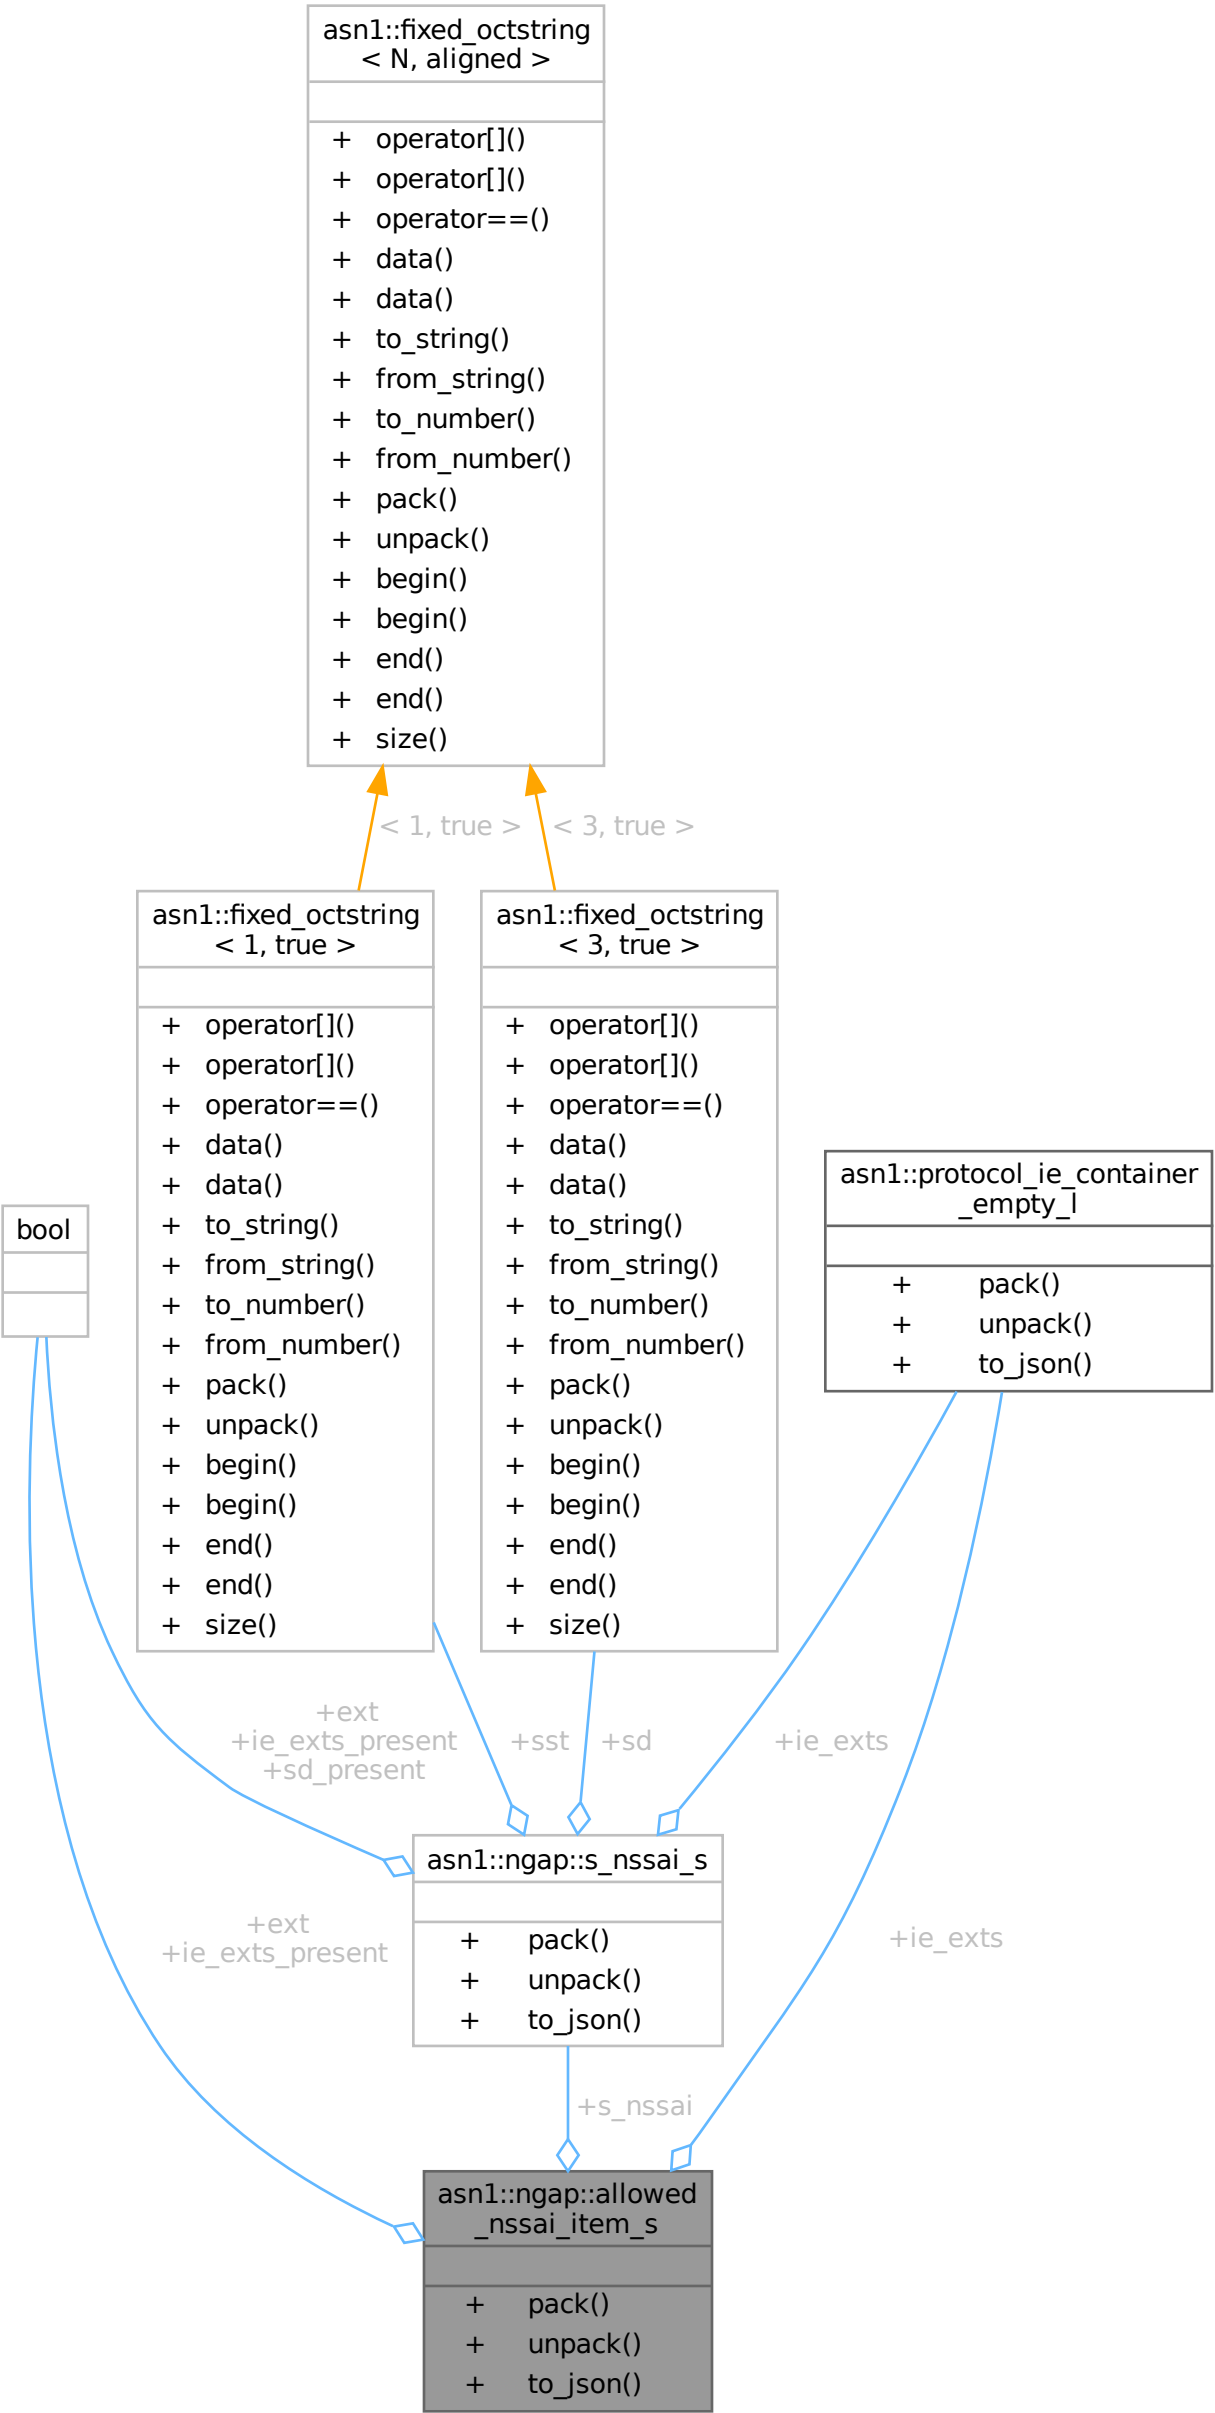 asn1::fixed_octstring
< N, aligned >
+ operator[]()
+ operator[]()
+ operator==()
+ data()
+ data()
+ to_string()
+ from_string()
+ to_number()
+ from_number()
+ pack()
+ unpack()
+ begin()
+ begin()
+ end()
+ end()
+ size()
< 1, true >
< 3, true >
asn1::fixed_octstring
< 1, true >
+ operator[]()
+ operator[]()
+ operator==()
+ data()
+ data()
+ to_string()
+ from_string()
+ to_number()
+ from_number()
+ pack()
+ unpack()
+ begin()
+ begin()
+ end()
+ end()
+ size()
asn1::fixed_octstring
< 3, true >
+ operator[]()
+ operator[]()
+ operator==()
+ data()
+ data()
+ to_string()
+ from_string()
+ to_number()
+ from_number()
+ pack()
+ unpack()
+ begin()
+ begin()
+ end()
+ end()
+ size()
asn1::protocol_ie_container
_empty_l
+ pack()
+ unpack()
+ to_json()
bool
+ext
+ie_exts_present
+sd_present
+sst
+sd
+ie_exts
asn1::ngap::s_nssai_s
+ pack()
+ unpack()
+ to_json()
+ext
+ie_exts_present
+ie_exts
+s_nssai
asn1::ngap::allowed
_nssai_item_s
+ pack()
+ unpack()
+ to_json()